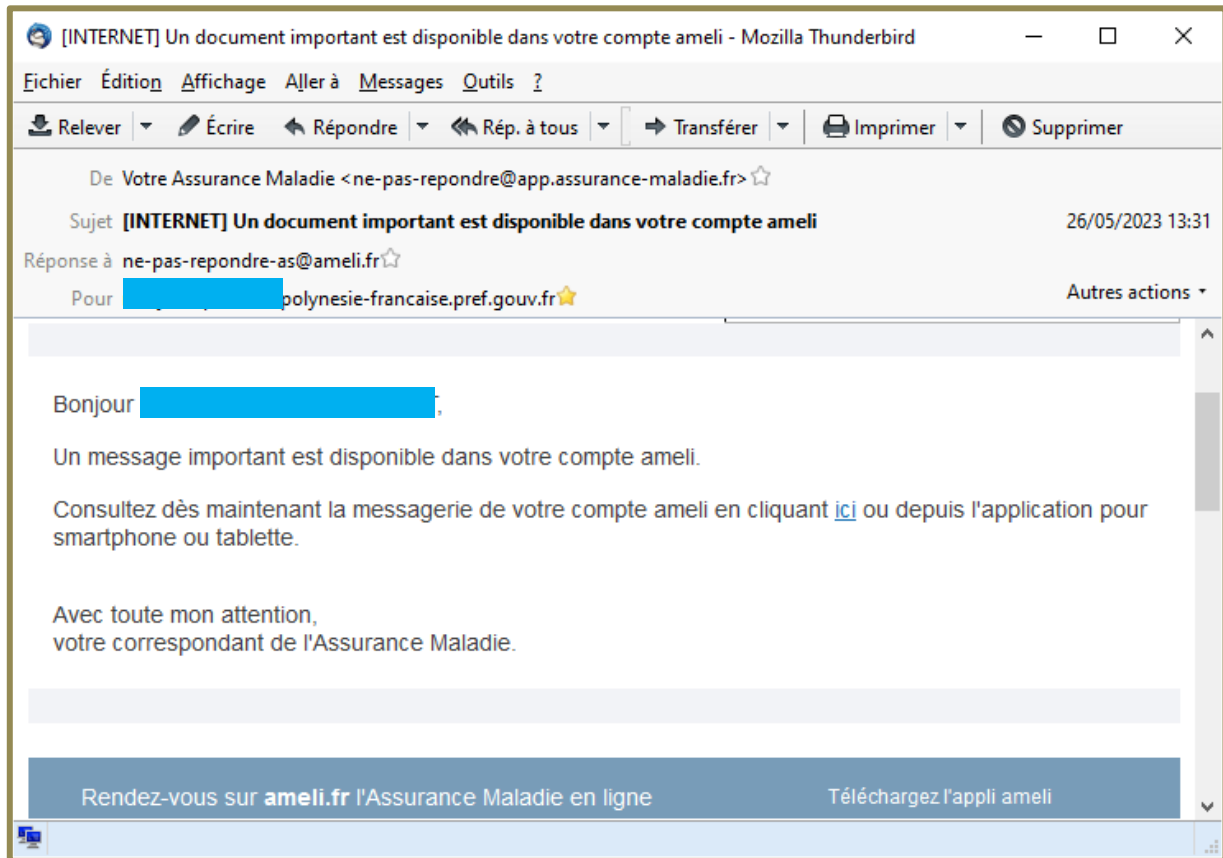 [INTERNET] Un document important est disponible dans votre compte ameli - Mozilla Thunderbird
Fichier Édition Affichage Aller à Messages Outils ?
Relever Écrire Répondre Rép. à tous Transférer Imprimer Supprimer
De Votre Assurance Maladie <ne-pas-repondre@app.assurance-maladie.fr>
Sujet [INTERNET] Un document important est disponible dans votre compte ameli 26/05/2023 13:31
Réponse à ne-pas-repondre-as@ameli.fr
Pour polynesie-francaise.pref.gouv.fr Autres actions
Bonjour ,
Un message important est disponible dans votre compte ameli.
Consultez dès maintenant la messagerie de votre compte ameli en cliquant ici ou depuis l'application pour
smartphone ou tablette.
Avec toute mon attention,
votre correspondant de l'Assurance Maladie.
Rendez-vous sur ameli.fr l'Assurance Maladie en ligne Téléchargez l'appli ameli